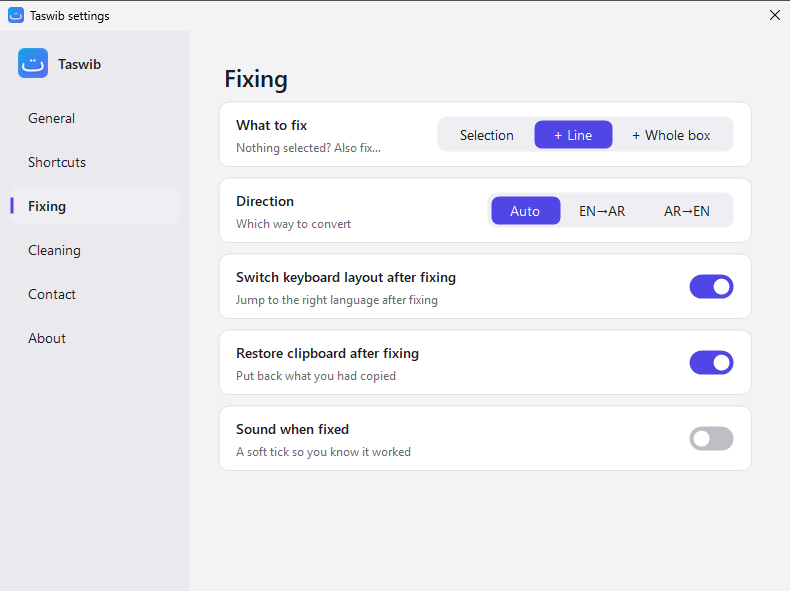 Taswib settings
Taswib
General
Shortcuts
Fixing
Cleaning
Contact
About
Fixing
What to fix
Nothing selected? Also fix...
Selection
+ Line
+ Whole box
Direction
Which way to convert
Auto
EN→AR
AR→EN
Switch keyboard layout after fixing
Jump to the right language after fixing
Restore clipboard after fixing
Put back what you had copied
Sound when fixed
A soft tick so you know it worked